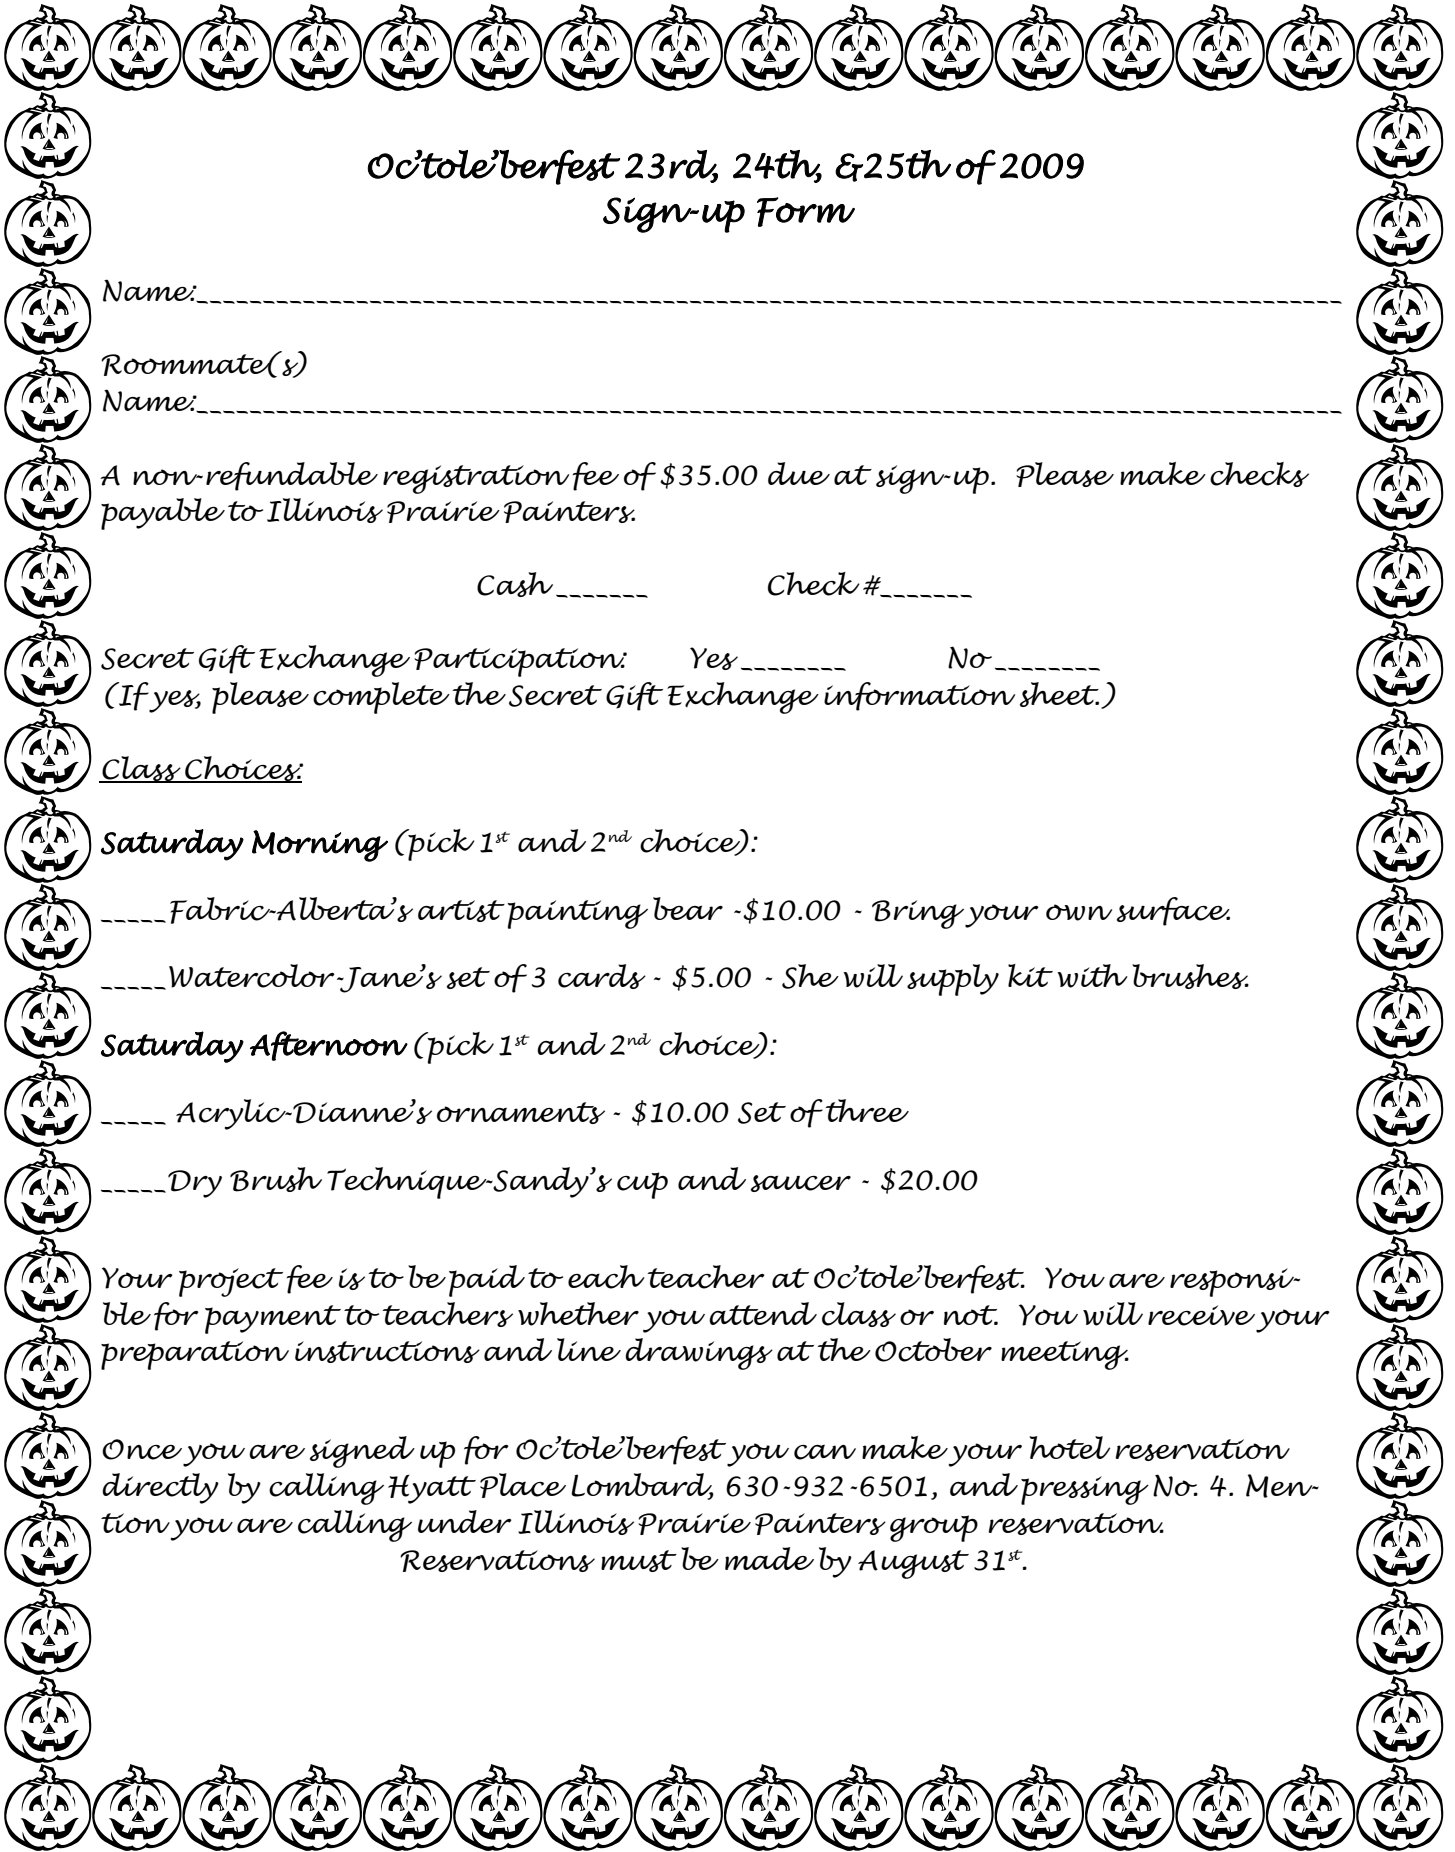 Oc'tole'berfest 23rd, 24th, &25th of 2009
Sign-up Form
Name:_______________________________________________________________________________________
Roommate(s)
Name:_______________________________________________________________________________________
A non-refundable registration fee of $35.00 due at sign-up.  Please make checks
payable to Illinois Prairie Painters.
Cash _______ Check #_______
Secret Gift Exchange Participation: Yes ________ No ________
(If yes, please complete the Secret Gift Exchange information sheet.)
Class Choices:
Saturday Morning (pick 1st and 2nd choice):
_____Fabric-Alberta's artist painting bear -$10.00 - Bring your own surface.
_____Watercolor-Jane's set of 3 cards - $5.00 - She will supply kit with brushes.
Saturday Afternoon (pick 1st and 2nd choice):
_____ Acrylic-Dianne's ornaments - $10.00 Set of three
_____Dry Brush Technique-Sandy's cup and saucer - $20.00
Your project fee is to be paid to each teacher at Oc'tole'berfest.  You are responsi-
ble for payment to teachers whether you attend class or not.  You will receive your
preparation instructions and line drawings at the October meeting.
Once you are signed up for Oc'tole'berfest you can make your hotel reservation
directly by calling Hyatt Place Lombard, 630-932-6501, and pressing No. 4. Men-
tion you are calling under Illinois Prairie Painters group reservation.
Reservations must be made by August 31st.